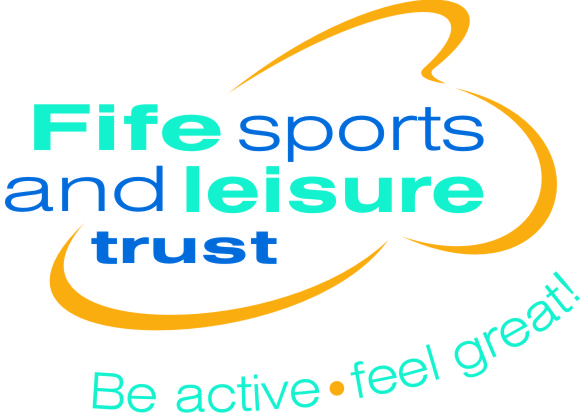 Fife sports
and leisure
trust
Be active • feel great!